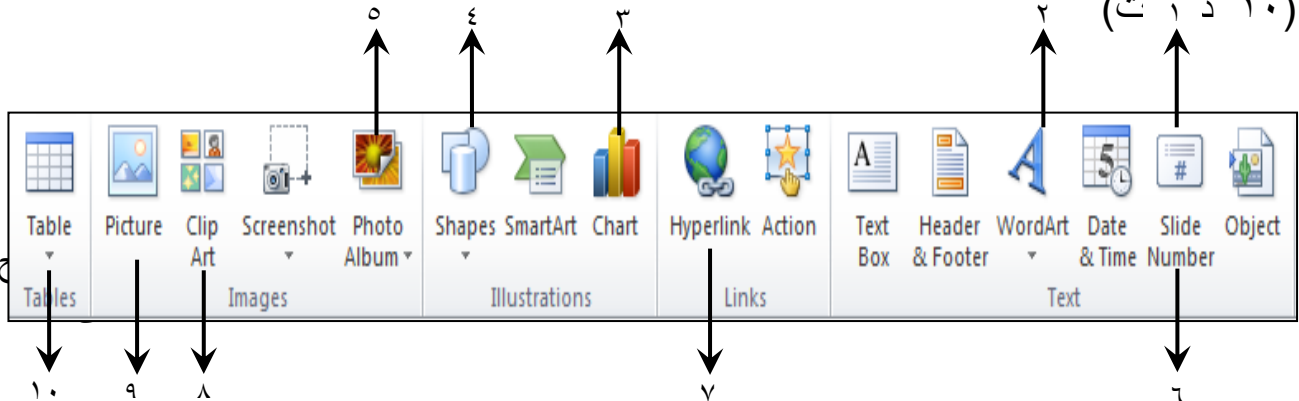 (١٠
١
٢
٣
٤
٥
Table
Picture
Clip Art
Screenshot
Photo Album
Shapes
SmartArt
Chart
Hyperlink
Action
Text Box
Header & Footer
WordArt
Date & Time
Slide Number
Object
Tables
Images
Illustrations
Links
Text
١٠
٩
٨
٧
٦